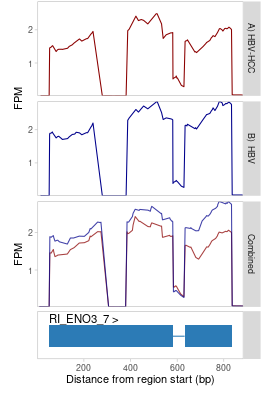 A) HBV-HCC
2
1
FPM
B) HBV
2
1
Combined
2
1
FPM
RI_ENO3_7 >
200 400 600 800
Distance from region start (bp)